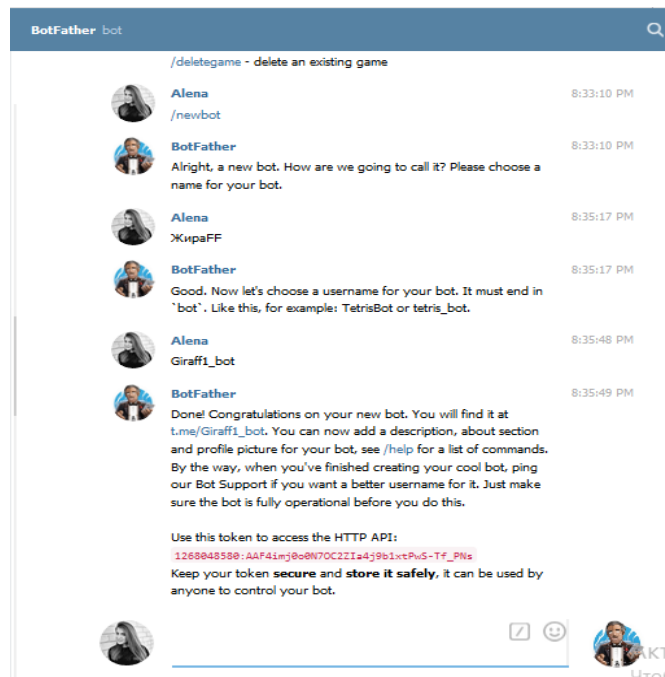 BotFather bot
/deletegame - delete an existing game
Alena 8:33:10 PM
/newbot
BotFather 8:33:10 PM
Alright, a new bot. How are we going to call it? Please choose a
name for your bot.
Alena 8:35:17 PM
ЖираFF
BotFather 8:35:17 PM
Good. Now let's choose a username for your bot. It must end in
`bot`. Like this, for example: TetrisBot or tetris_bot.
Alena 8:35:48 PM
Giraff1_bot
BotFather 8:35:49 PM
Done! Congratulations on your new bot. You will find it at
t.me/Giraff1_bot. You can now add a description, about section
and profile picture for your bot, see /help for a list of commands.
By the way, when you've finished creating your cool bot, ping
our Bot Support if you want a better username for it. Just make
sure the bot is fully operational before you do this.
Use this token to access the HTTP API:
Keep your token secure and store it safely, it can be used by
anyone to control your bot.